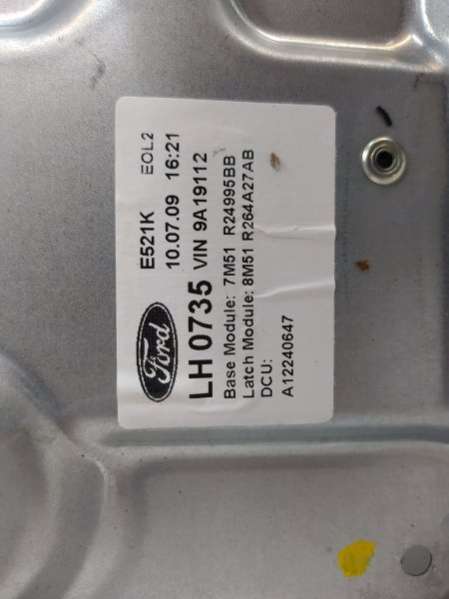 E521K EOL2
10.07.09 16:21
Ford
LH 0735 VIN 9A19112
Base Module: 7M51 R24995BB
Latch Module: 8M51 R264A27AB
DCU:
A12240647